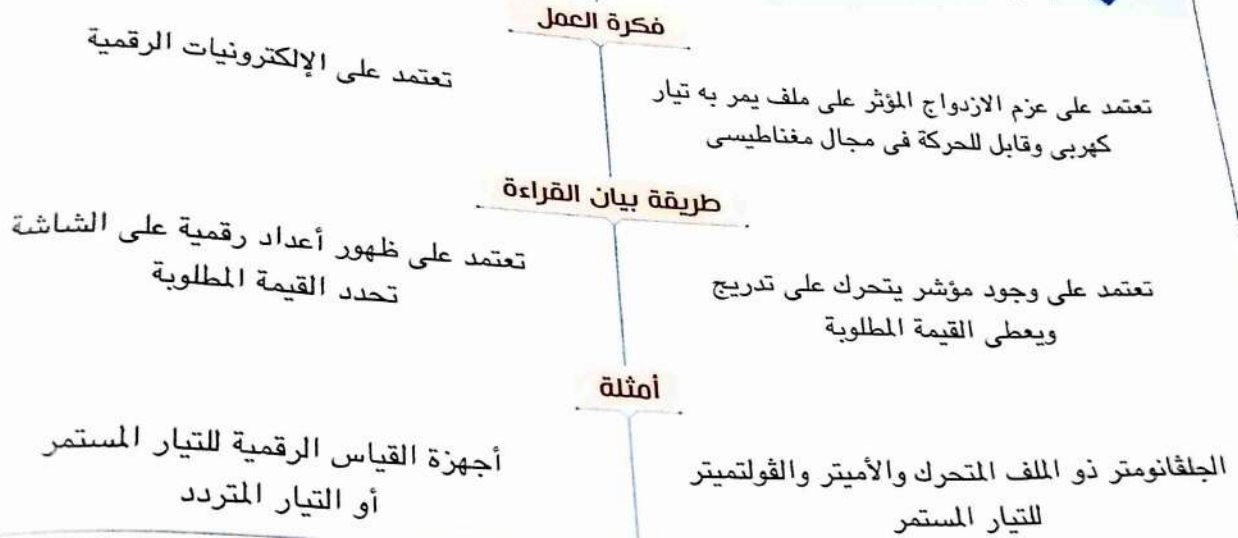 فكرة العمل
تعتمد على عزم الازدواج المؤثر على ملف يمر به تيار
كهربى وقابل للحركة فى مجال مغناطيسى
تعتمد على الإلكترونيات الرقمية
طريقة بيان القراءة
تعتمد على وجود مؤشر يتحرك على تدريج
ويعطى القيمة المطلوبة
تعتمد على ظهور أعداد رقمية على الشاشة
تحدد القيمة المطلوبة
أمثلة
الجلڤانومتر ذو الملف المتحرك والأميتر والڤولتميتر
للتيار المستمر
أجهزة القياس الرقمية للتيار المستمر
أو التيار المتردد